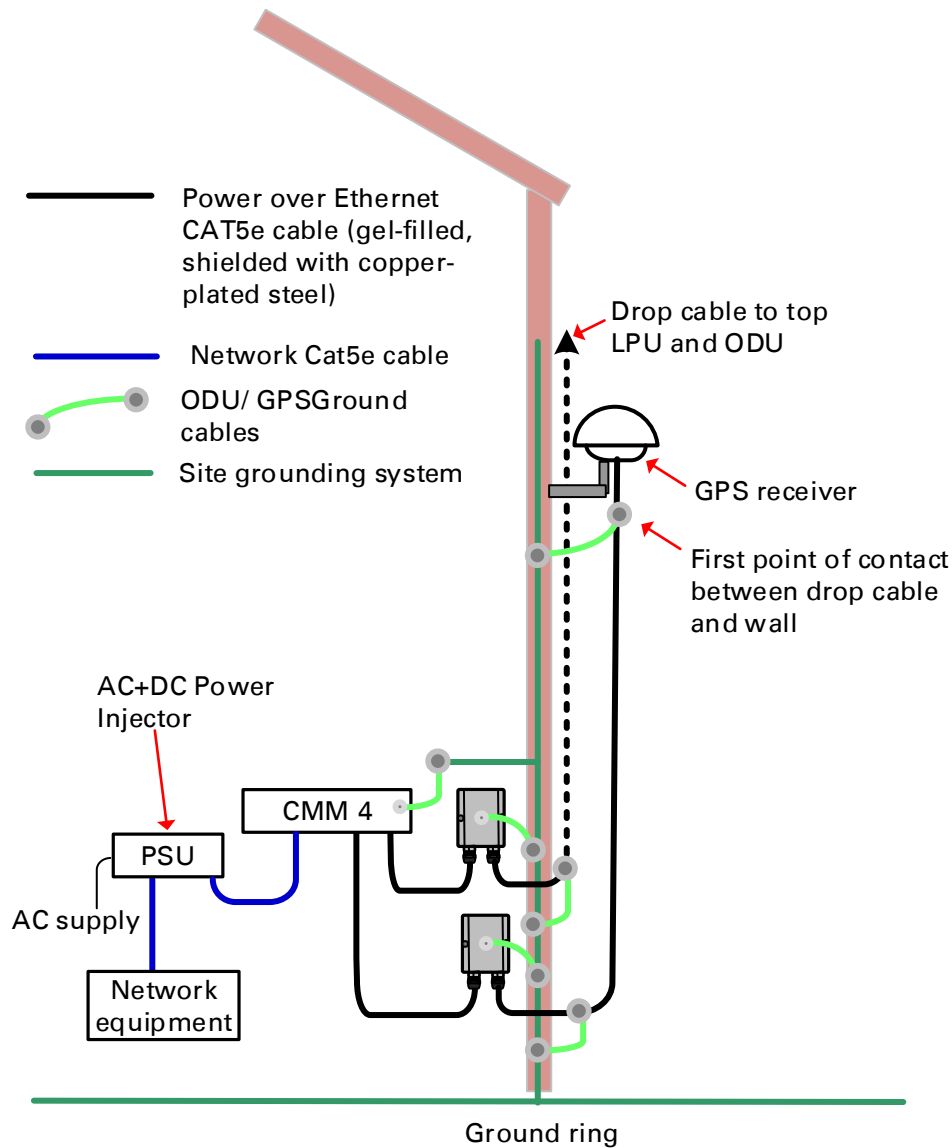 Power over Ethernet
CAT5e cable (gel-filled,
shielded with copper-
plated steel)
Network Cat5e cable
ODU/ GPSGround
cables
Site grounding system
Drop cable to top
LPU and ODU
GPS receiver
First point of contact
between drop cable
and wall
AC+DC Power
Injector
CMM 4
PSU
AC supply
Network
equipment
Ground ring